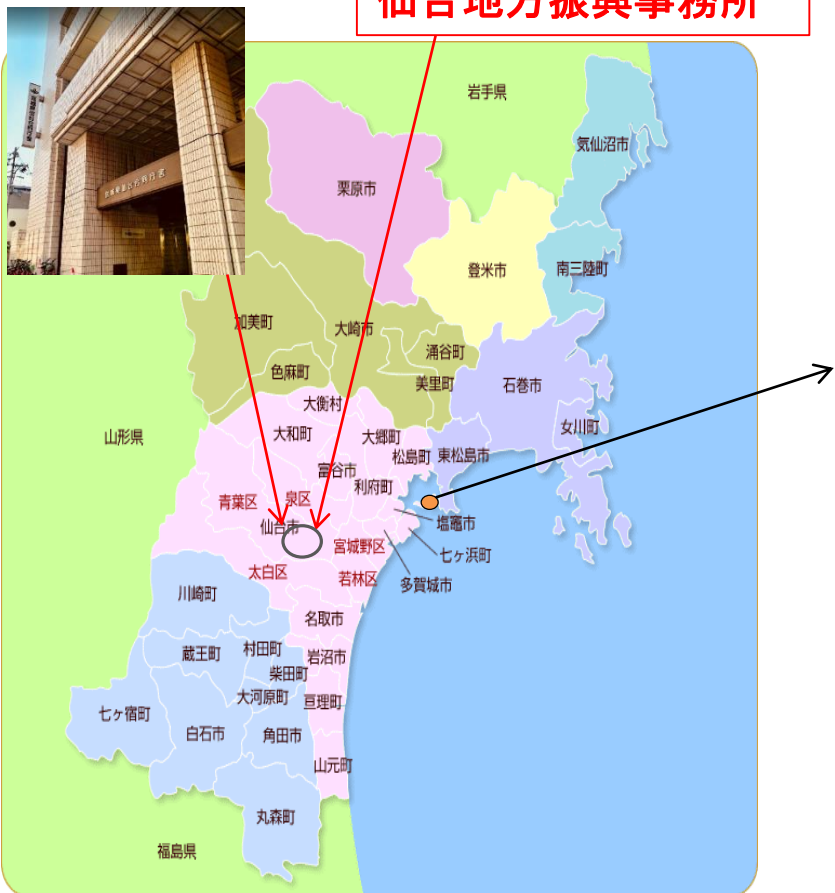 仙台地方振興事務所
岩手県
気仙沼市
栗原市
登米市
南三陸町
加美町
大崎市
涌谷町
色麻町
美里町
石巻市
大衡村
女川町
大和町
大郷町
山形県
松島町
東松島市
富谷市
利府町
青葉区
泉区
塩竈市
仙台市
宮城野区
七ヶ浜町
太白区
若林区
多賀城市
川崎町
名取市
村田町
蔵王町
岩沼市
柴田町
大河原町
亘理町
七ヶ宿町
白石市
角田市
山元町
丸森町
福島県